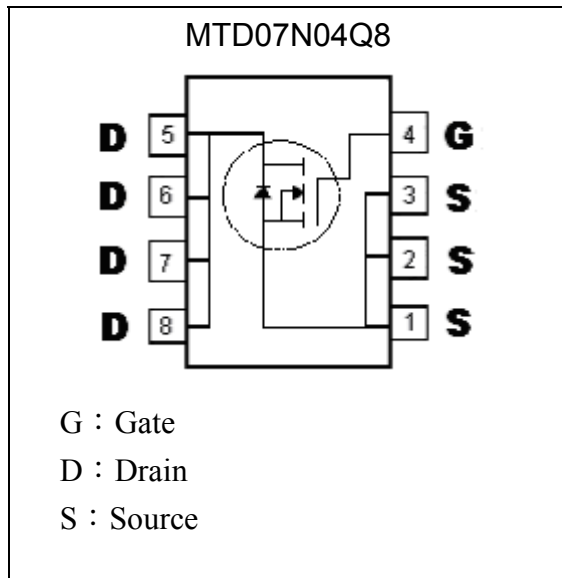 MTD07N04Q8
D 5 4 G
D 6 3 S
D 7 2 S
D 8 1 S
G：Gate
D：Drain
S：Source